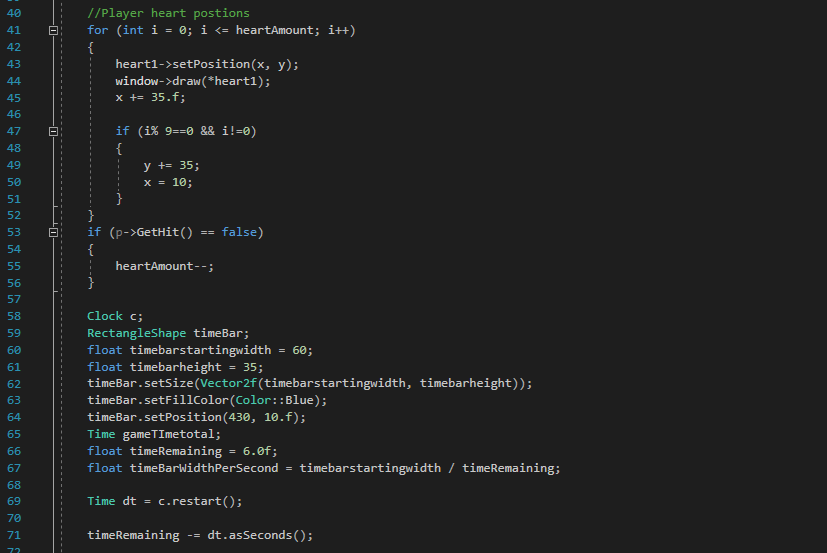 40 //Player heart postions
41 for (int i = 0; i <= heartAmount; i++)
42 {
43 heart1->setPosition(x, y);
44 window->draw(*heart1);
45 x += 35.f;
46
47 if (i% 9==0 && i!=0)
48 {
49 y += 35;
50 x = 10;
51 }
52 }
53 if (p->GetHit() == false)
54 {
55 heartAmount--;
56 }
57
58 Clock c;
59 RectangleShape timeBar;
60 float timebarstartingwidth = 60;
61 float timebarheight = 35;
62 timeBar.setSize(Vector2f(timebarstartingwidth, timebarheight));
63 timeBar.setFillColor(Color::Blue);
64 timeBar.setPosition(430, 10.f);
65 Time gameTImetotal;
66 float timeRemaining = 6.0f;
67 float timeBarWidthPerSecond = timebarstartingwidth / timeRemaining;
68
69 Time dt = c.restart();
70
71 timeRemaining -= dt.asSeconds();
72